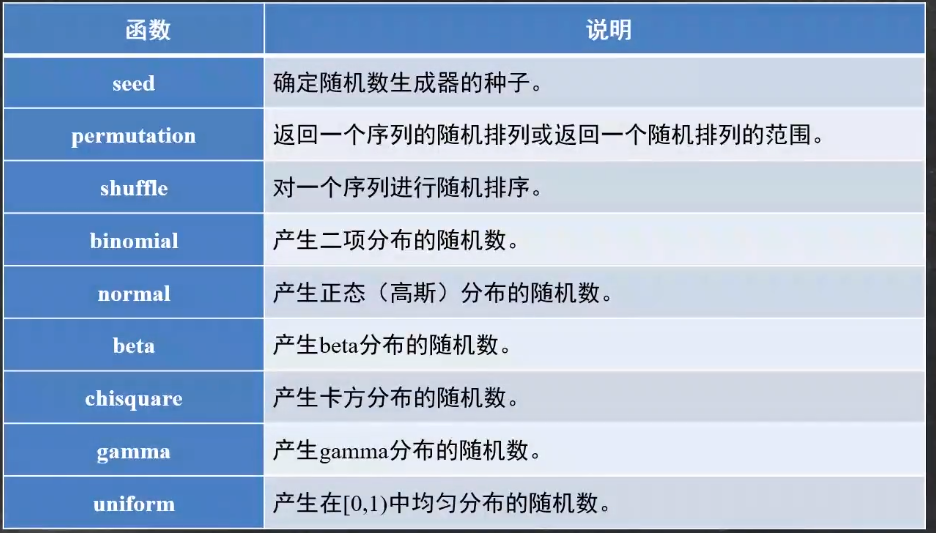 函数 说明
seed 确定随机数生成器的种子。
permutation 返回一个序列的随机排列或返回一个随机排列的范围。
shuffle 对一个序列进行随机排序。
binomial 产生二项分布的随机数。
normal 产生正态（高斯）分布的随机数。
beta 产生beta分布的随机数。
chisquare 产生卡方分布的随机数。
gamma 产生gamma分布的随机数。
uniform 产生在[0,1)中均匀分布的随机数。